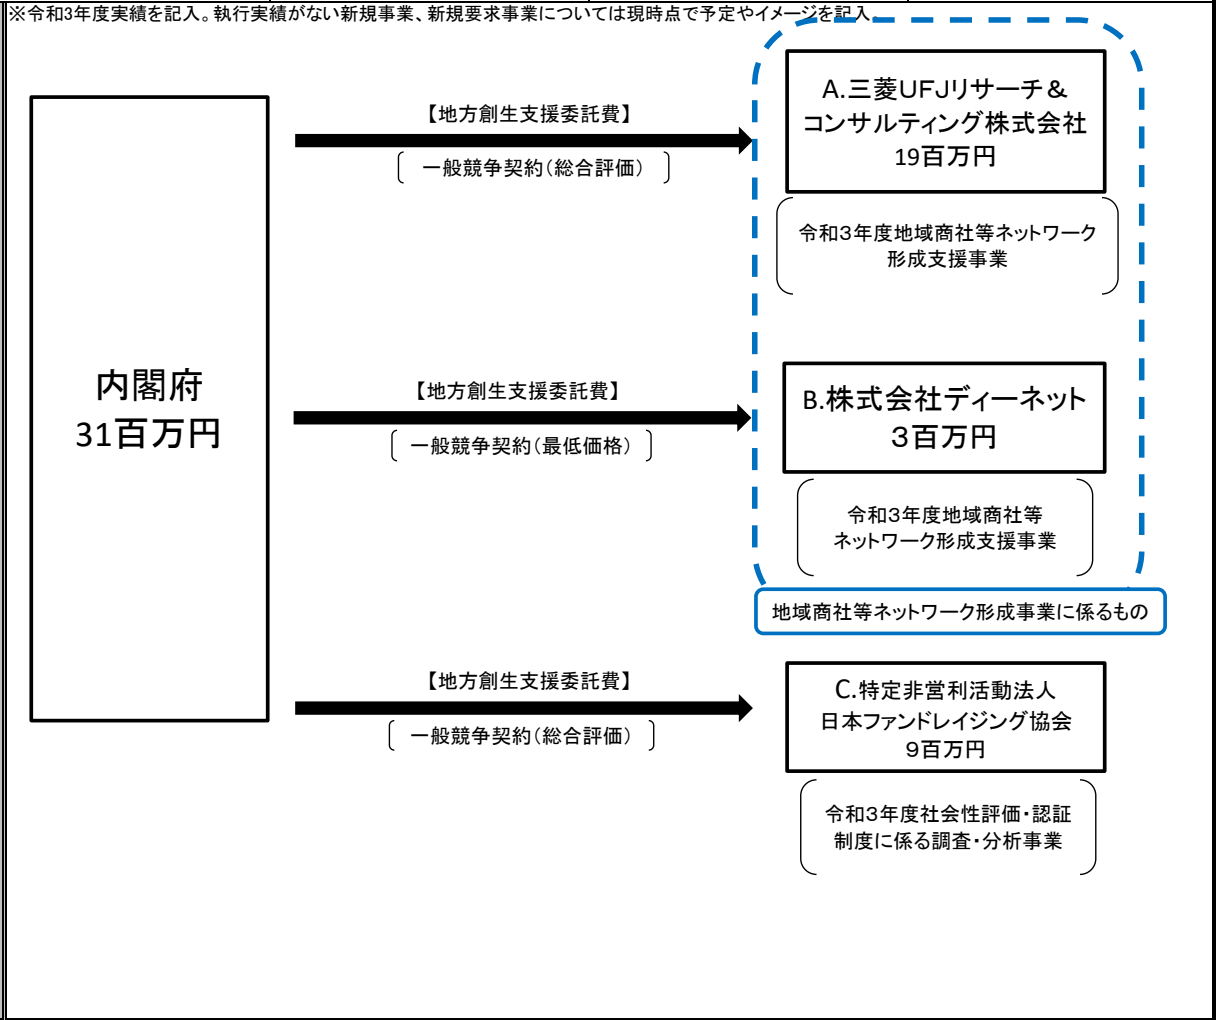 ※令和3年度実績を記入。執行実績がない新規事業、新規要求事業については現時点で予定やイメージを記入。
内閣府
31百万円
【地方創生支援委託費】
一般競争契約（総合評価）
A.三菱UFJリサーチ＆
コンサルティング株式会社
19百万円
令和3年度地域商社等ネットワーク
形成支援事業
【地方創生支援委託費】
一般競争契約（最低価格）
B.株式会社ディーネット
３百万円
令和3年度地域商社等
ネットワーク形成支援事業
地域商社等ネットワーク形成事業に係るもの
【地方創生支援委託費】
一般競争契約（総合評価）
C.特定非営利活動法人
日本ファンドレイジング協会
９百万円
令和3年度社会性評価・認証
制度に係る調査・分析事業